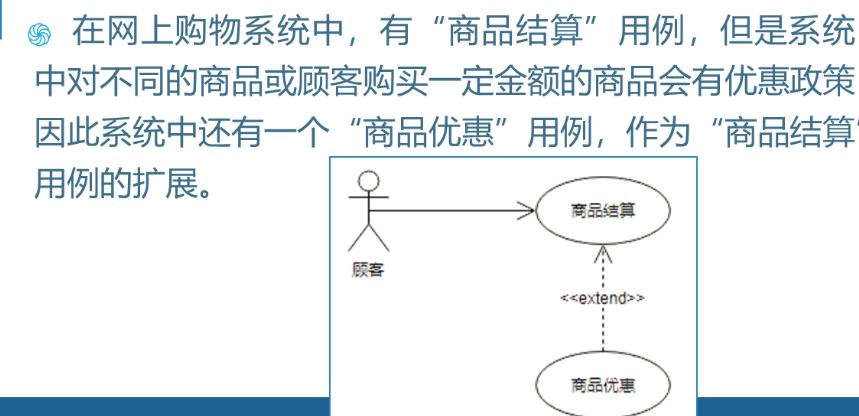 在网上购物系统中，有“商品结算”用例，但是系统
中对不同的商品或顾客购买一定金额的商品会有优惠政策
因此系统中还有一个“商品优惠”用例，作为“商品结算”
用例的扩展。
商品结算
顾客
<<extend>>
商品优惠